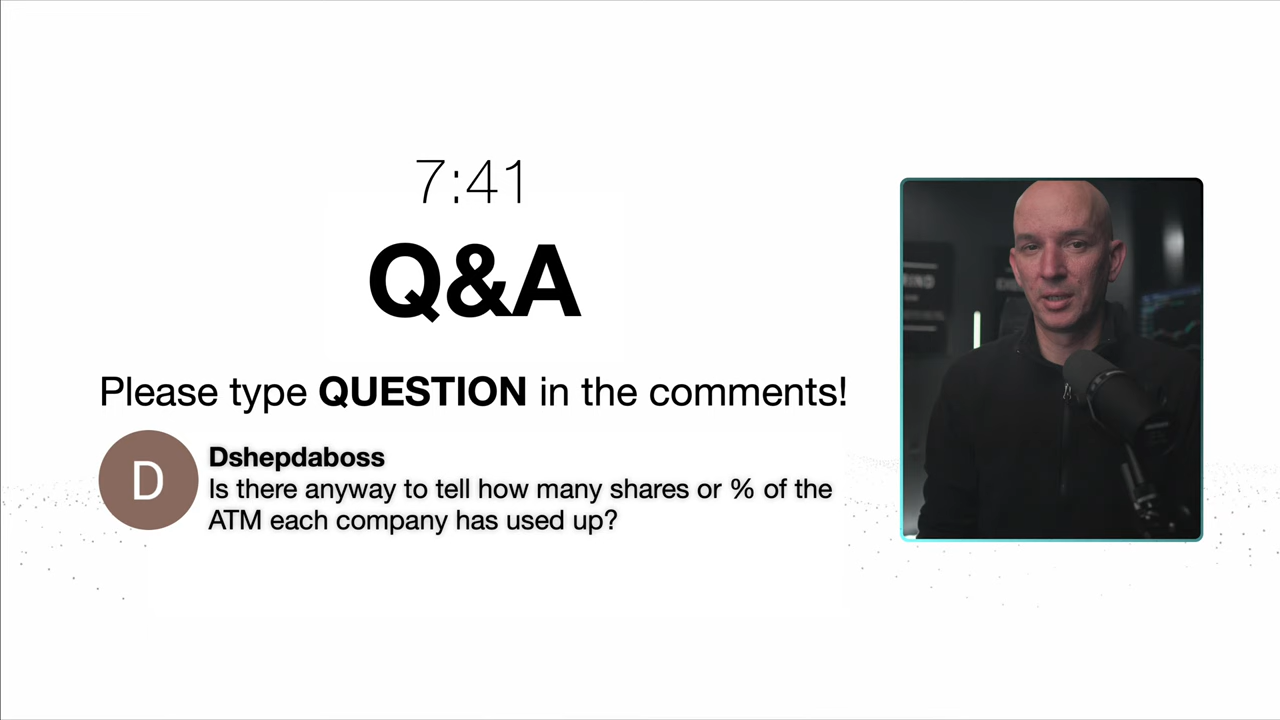 7:41
Q&A
Please type QUESTION in the comments!
D
Dshepdaboss
Is there anyway to tell how many shares or % of the
ATM each company has used up?